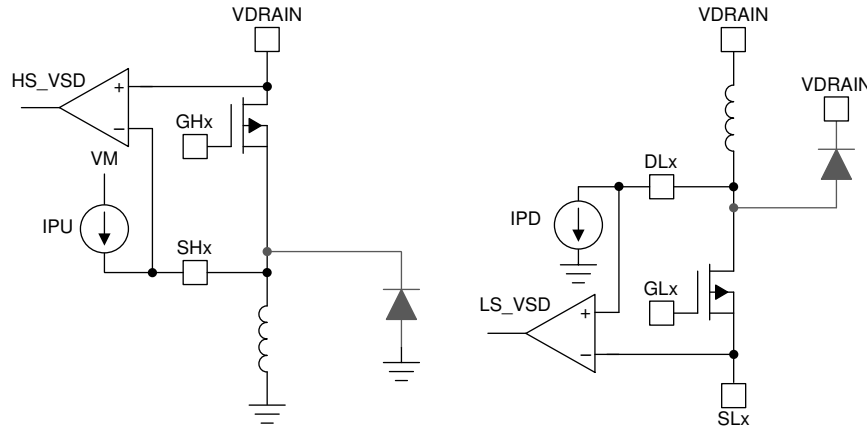 VDRAIN
HS_VSD
+
−
GHx
VM
IPU
SHx
VDRAIN
VDRAIN
DLx
IPD
GLx
LS_VSD
+
−
SLx